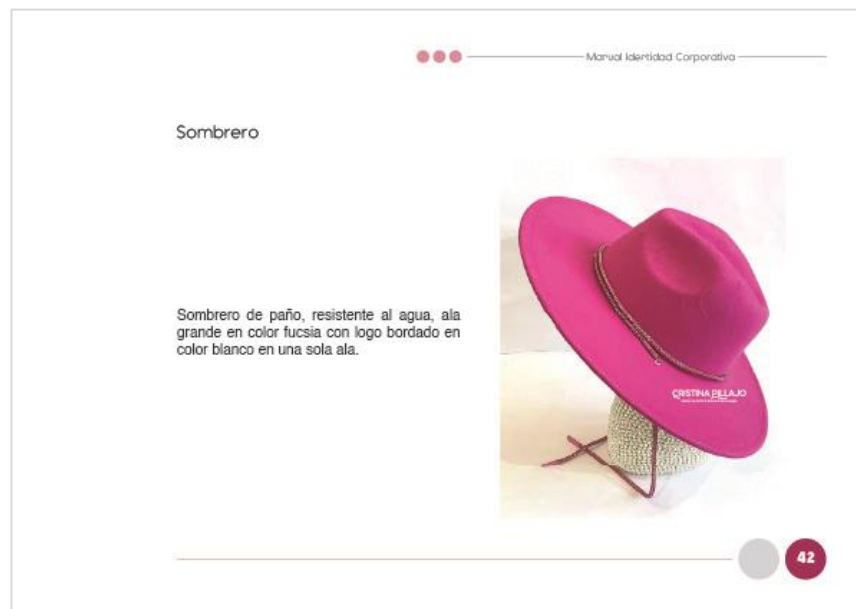 Manual Identidad Corporativa
Sombrero
Sombrero de paño, resistente al agua, ala
grande en color fucsia con logo bordado en
color blanco en una sola ala.
CRISTINA PILLAJO
42